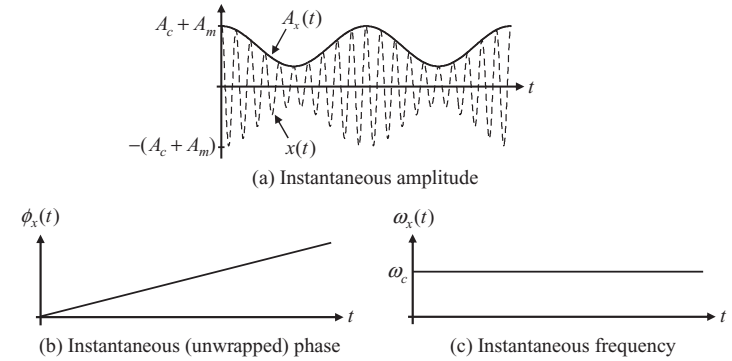 A_c + A_m
A_x(t)
t
−(A_c + A_m)
x(t)
(a) Instantaneous amplitude
ϕ_x(t)
t
(b) Instantaneous (unwrapped) phase
ω_x(t)
ω_c
t
(c) Instantaneous frequency